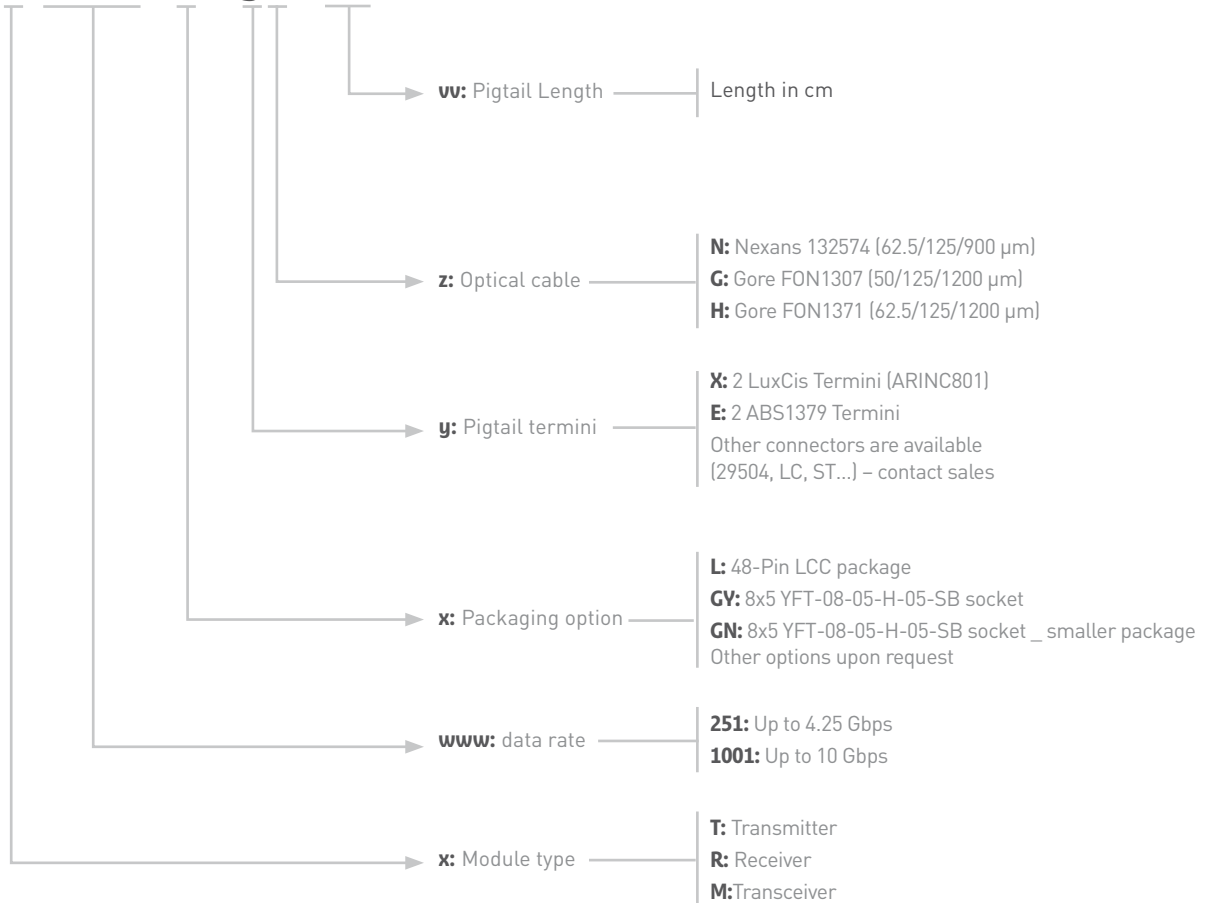 vv: Pigtail Length
Length in cm
z: Optical cable
N: Nexans 132574 (62.5/125/900 µm)
G: Gore FON1307 (50/125/1200 µm)
H: Gore FON1371 (62.5/125/1200 µm)
y: Pigtail termini
X: 2 LuxCis Termini (ARINC801)
E: 2 ABS1379 Termini
Other connectors are available
(29504, LC, ST...) – contact sales
x: Packaging option
L: 48-Pin LCC package
GY: 8x5 YFT-08-05-H-05-SB socket
GN: 8x5 YFT-08-05-H-05-SB socket _ smaller package
Other options upon request
www: data rate
251: Up to 4.25 Gbps
1001: Up to 10 Gbps
x: Module type
T: Transmitter
R: Receiver
M:Transceiver